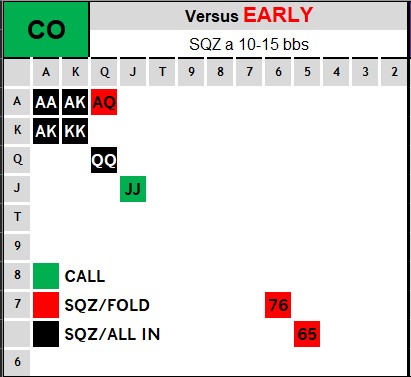 CO
Versus EARLY
SQZ a 10-15 bbs
A K Q J T 9 8 7 6 5 4 3 2
A AA AK AQ
K AK KK
Q QQ
J JJ
T
9
8 CALL
7 SQZ/FOLD 76
SQZ/ALL IN 65
6